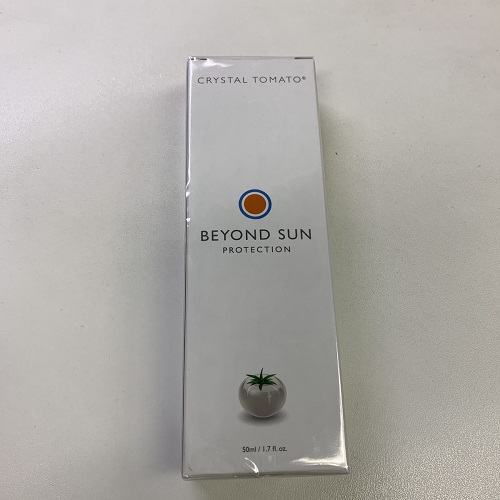 CRYSTAL TOMATO®
BEYOND SUN
PROTECTION
50ml / 1.7 fl. oz.